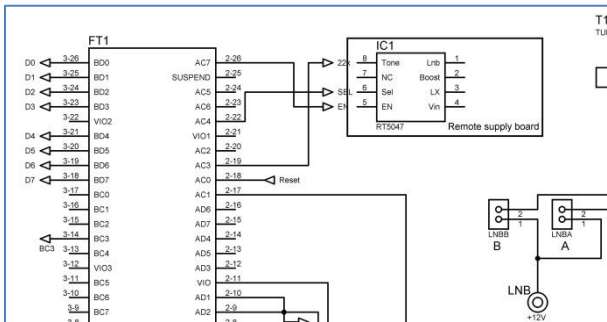 FT1
IC1
T1
TU
D0 3-26 BD0 AC7 2-26
D1 3-25 BD1 SUSPEND 2-25
D2 3-24 BD2 AC5 2-24
D3 3-23 BD3 AC6 2-23
3-22 VIO2 AC4 2-22
D4 3-21 BD4 VIO1 2-21
D5 3-20 BD5 AC2 2-20
D6 3-19 BD6 AC3 2-19
D7 3-18 BD7 AC0 2-18 Reset
3-17 BC0 AC1 2-17
3-16 BC1 AD6 2-16
3-15 BC2 AD7 2-15
BC3 3-14 BC3 AD4 2-14
3-13 BC4 AD5 2-13
3-12 VIO3 AD3 2-12
3-11 BC5 VIO 2-11
3-10 BC6 AD1 2-10
3-9 BC7 AD2 2-9
3-8 2-8
22k 8 Tone Lnb 1
7 NC Boost 2
SEL 6 Sel LX 3
EN 5 EN Vin 4
RT5047 Remote supply board
2 2
1 1
LNBB LNBA
B A
LNB
+12V